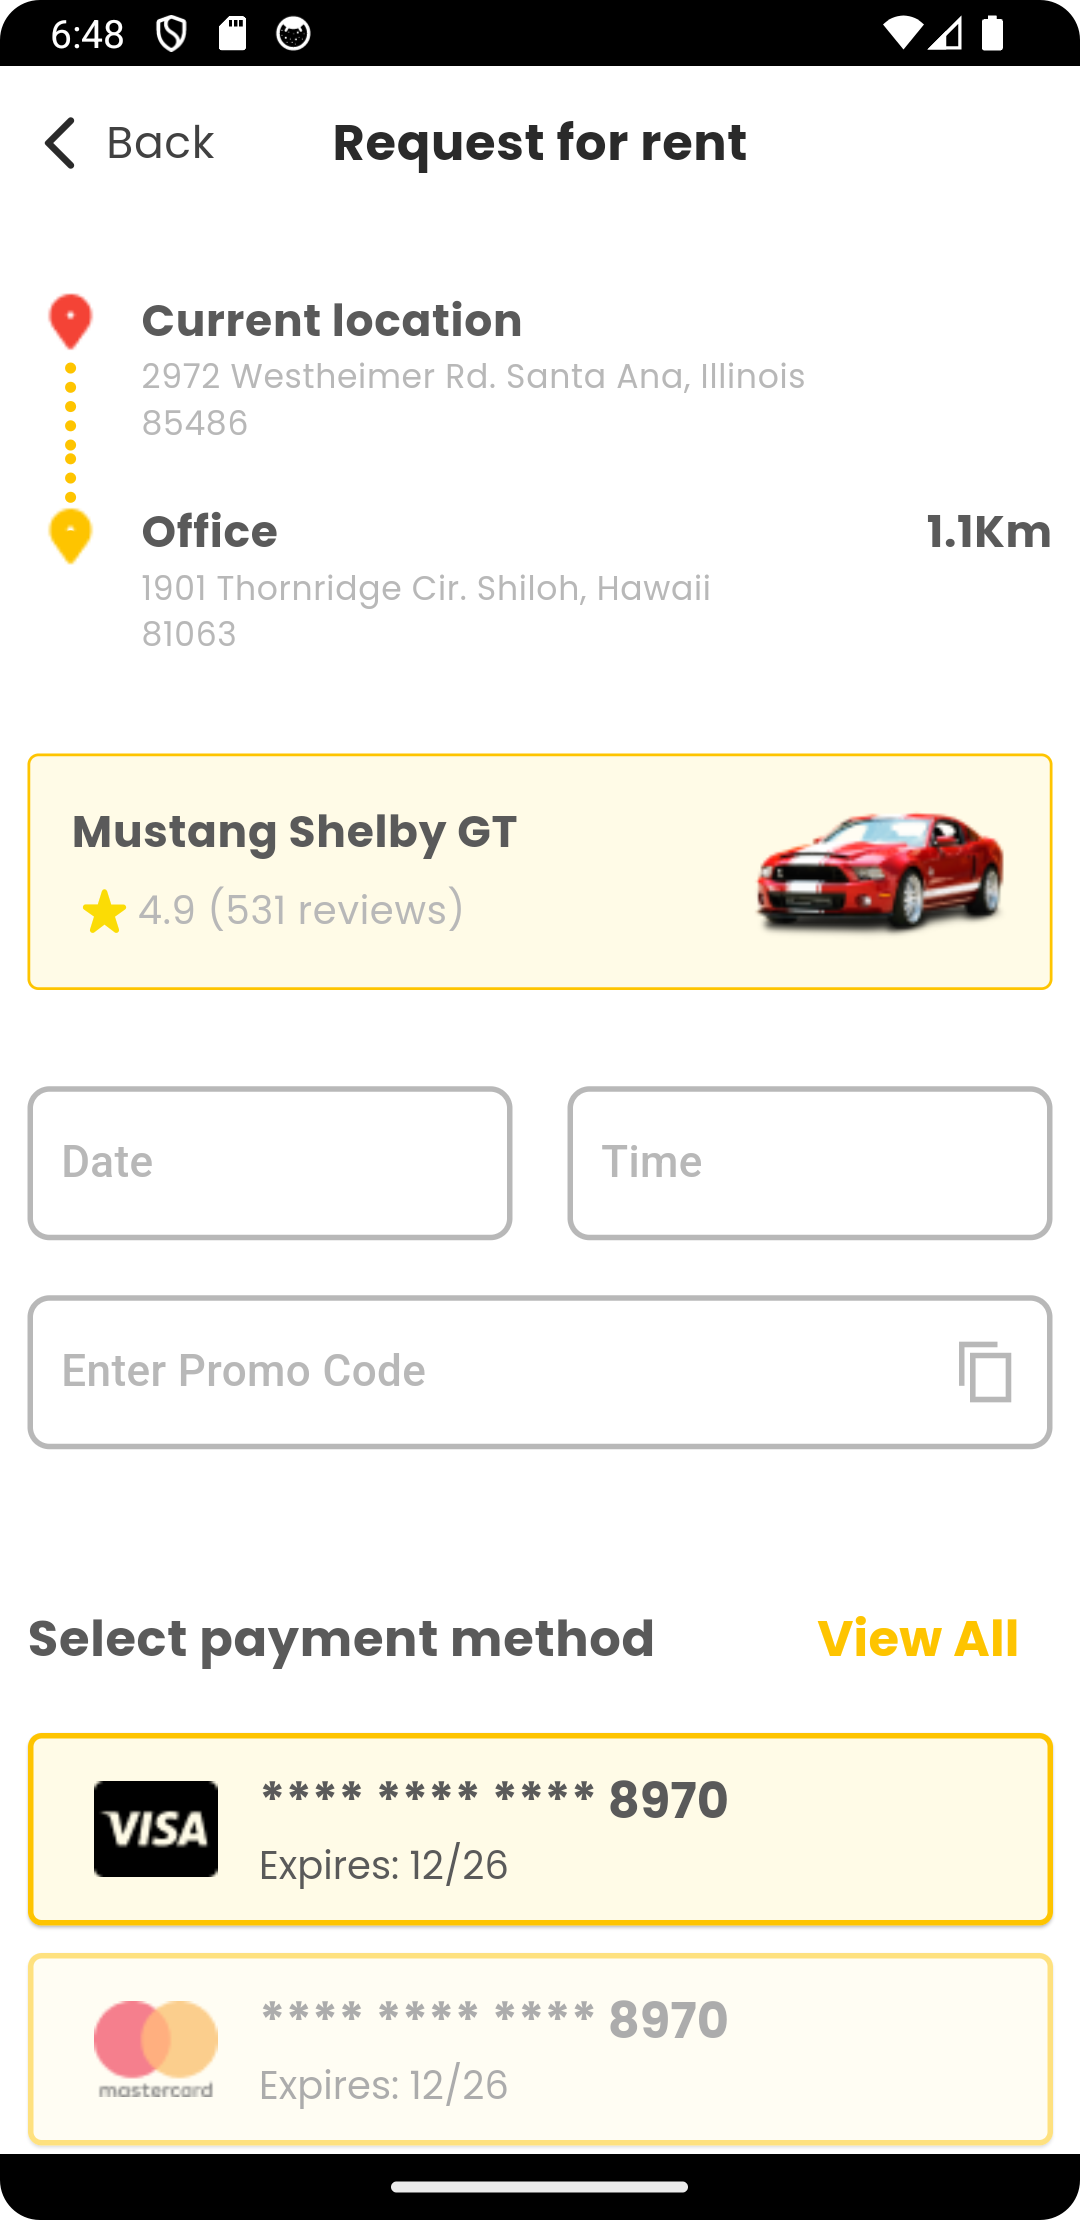 6:48
Back
Request for rent
Current location
2972 Westheimer Rd. Santa Ana, Illinois
85486
Office
1.1Km
1901 Thornridge Cir. Shiloh, Hawaii
81063
Mustang Shelby GT
4.9 (531 reviews)
Date
Time
Enter Promo Code
Select payment method
View All
VISA
**** **** **** 8970
Expires: 12/26
mastercard
**** **** **** 8970
Expires: 12/26